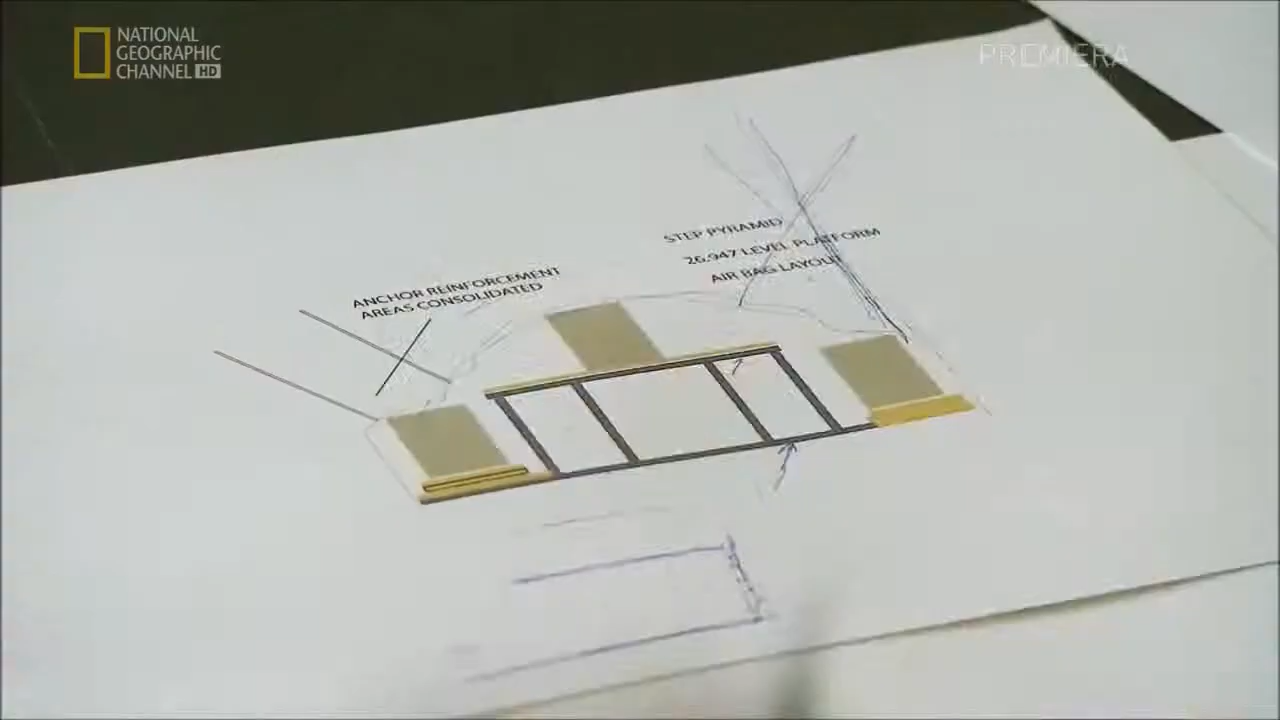 NATIONAL
GEOGRAPHIC
CHANNEL HD
PREMIERA
STEP PYRAMID
26.947 LEVEL PLATFORM
AIR BAG LAYOUT
ANCHOR REINFORCEMENT
AREAS CONSOLIDATED